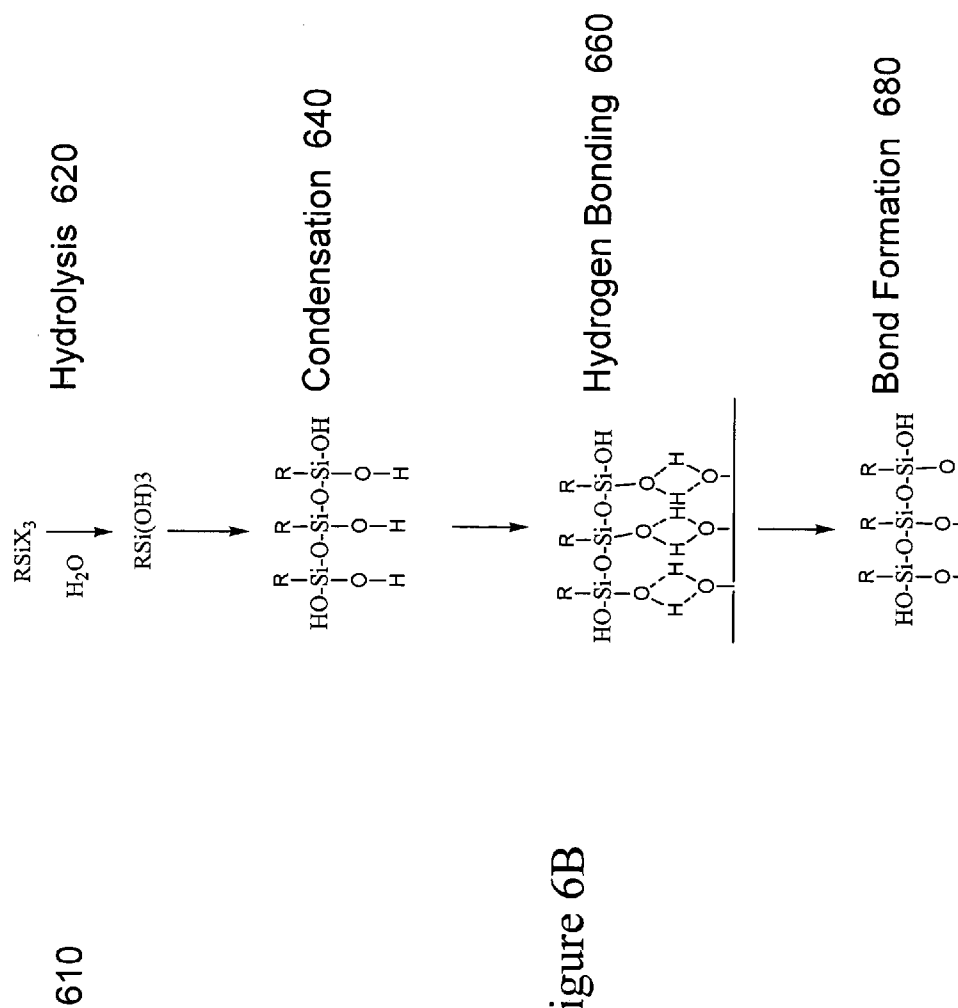 610
RSiX3
H2O
Hydrolysis 620
RSi(OH)3
R R R
HO-Si-O-Si-O-Si-OH
O O O
H H H
Condensation 640
R R R
HO-Si-O-Si-O-Si-OH
O O O
H H H H H H
O O O
Hydrogen Bonding 660
R R R
HO-Si-O-Si-O-Si-OH
O O O
Bond Formation 680
igure 6B